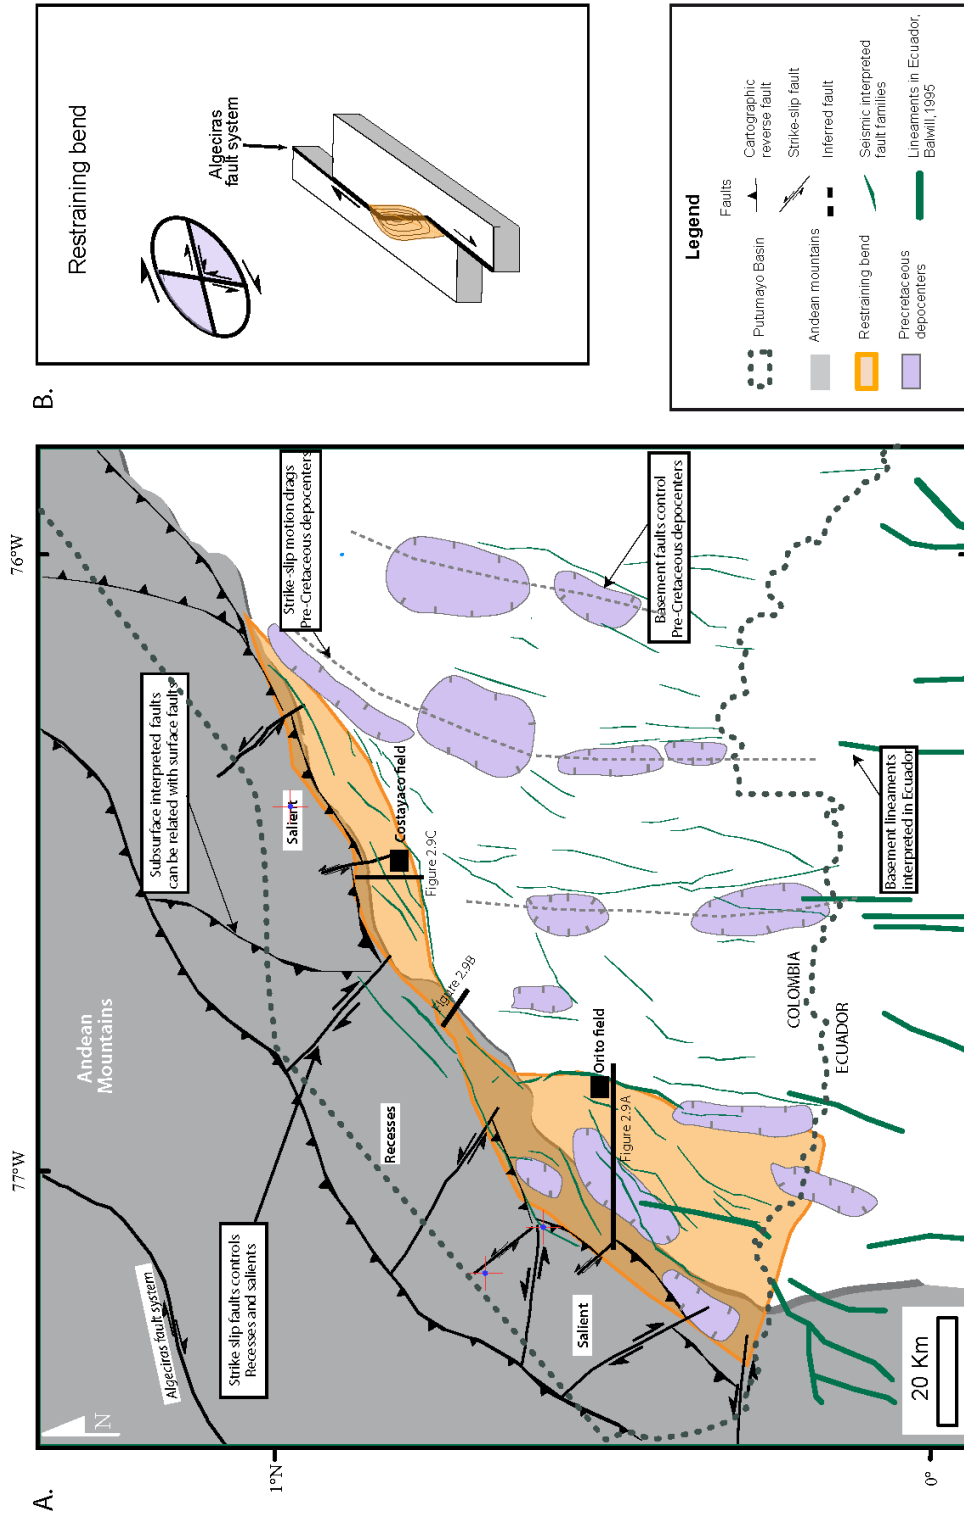 A.
77°W
76°W
1°N
0°
N
Algeciras fault system
Andean
Mountains
Subsurface interpreted faults
can be related with surface faults
Strike-slip motion drags
Pre-Cretaceous depocenters
Strike slip faults controls
Recesses and salients
Recesses
Salient
Salient
Costayaco field
Figure 2.9C
Figure 2.9B
Orito field
Figure 2.9A
Basement faults control
Pre-Cretaceous depocenters
COLOMBIA
ECUADOR
Basement lineaments
interpreted in Ecuador
20 Km
B.
Restraining bend
Algeciras
fault system
Legend
Putumayo Basin
Andean mountains
Restraining bend
Precretaceous
depocenters
Faults
Cartographic
reverse fault
Strike-slip fault
Inferred fault
Seismic interpreted
fault families
Lineaments in Ecuador,
Balwill,1995